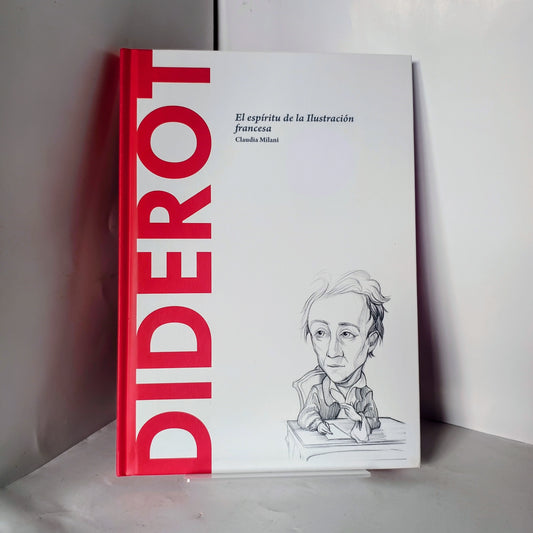 DIDEROT
El espíritu de la Ilustración
francesa
Claudia Milani